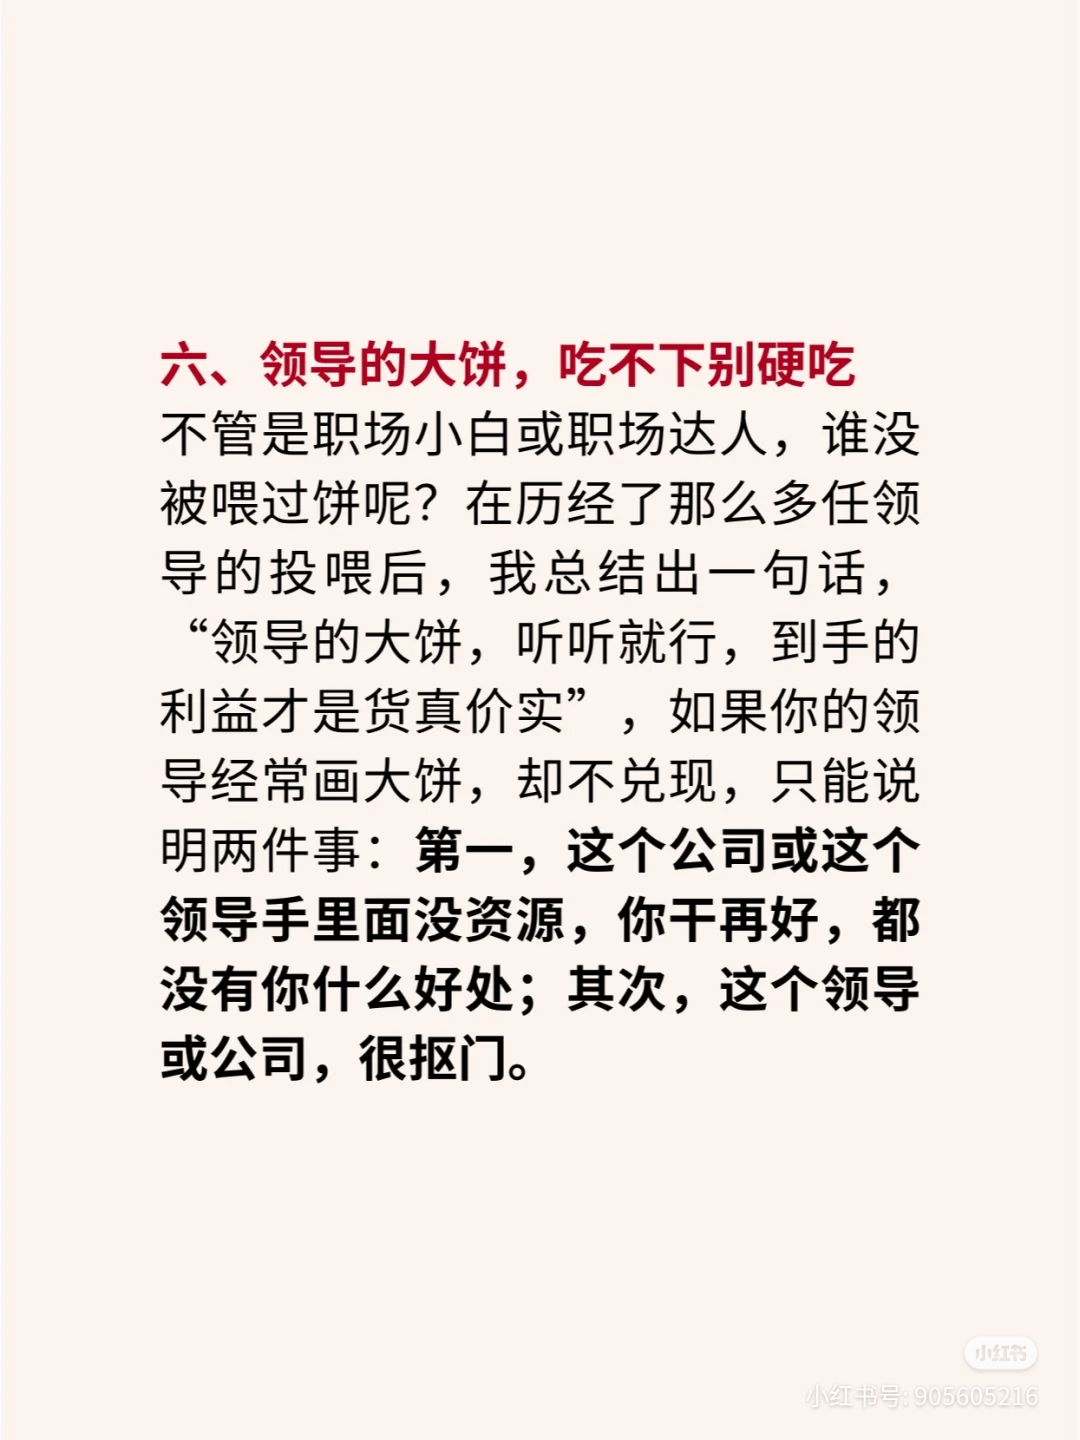 六、领导的大饼，吃不下别硬吃
不管是职场小白或职场达人，谁没
被喂过饼呢？在历经了那么多任领
导的投喂后，我总结出一句话，
“领导的大饼，听听就行，到手的
利益才是货真价实”，如果你的领
导经常画大饼，却不兑现，只能说
明两件事：第一，这个公司或这个
领导手里面没资源，你干再好，都
没有你什么好处；其次，这个领导
或公司，很抠门。
小红书
小红书号：905605216